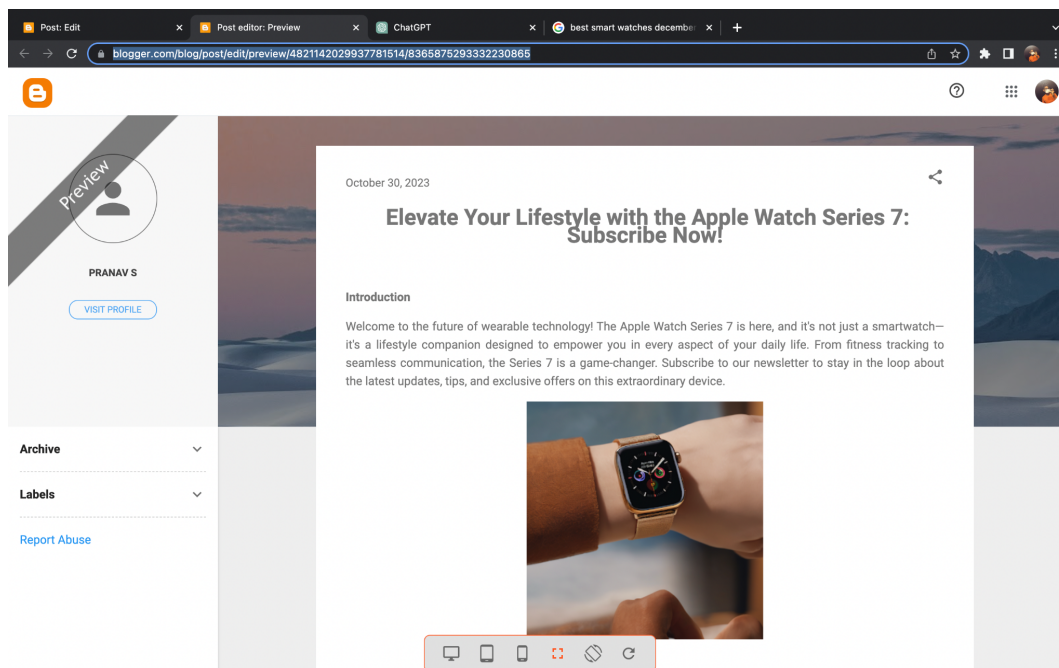 Post: Edit
Post editor: Preview
ChatGPT
best smart watches december
blogger.com/blog/post/edit/preview/4821142029937781514/8365875293332230865
Preview
PRANAV S
VISIT PROFILE
Archive
Labels
Report Abuse
October 30, 2023
Elevate Your Lifestyle with the Apple Watch Series 7:
Subscribe Now!
Introduction
Welcome to the future of wearable technology! The Apple Watch Series 7 is here, and it's not just a smartwatch—
it's a lifestyle companion designed to empower you in every aspect of your daily life. From fitness tracking to
seamless communication, the Series 7 is a game-changer. Subscribe to our newsletter to stay in the loop about
the latest updates, tips, and exclusive offers on this extraordinary device.